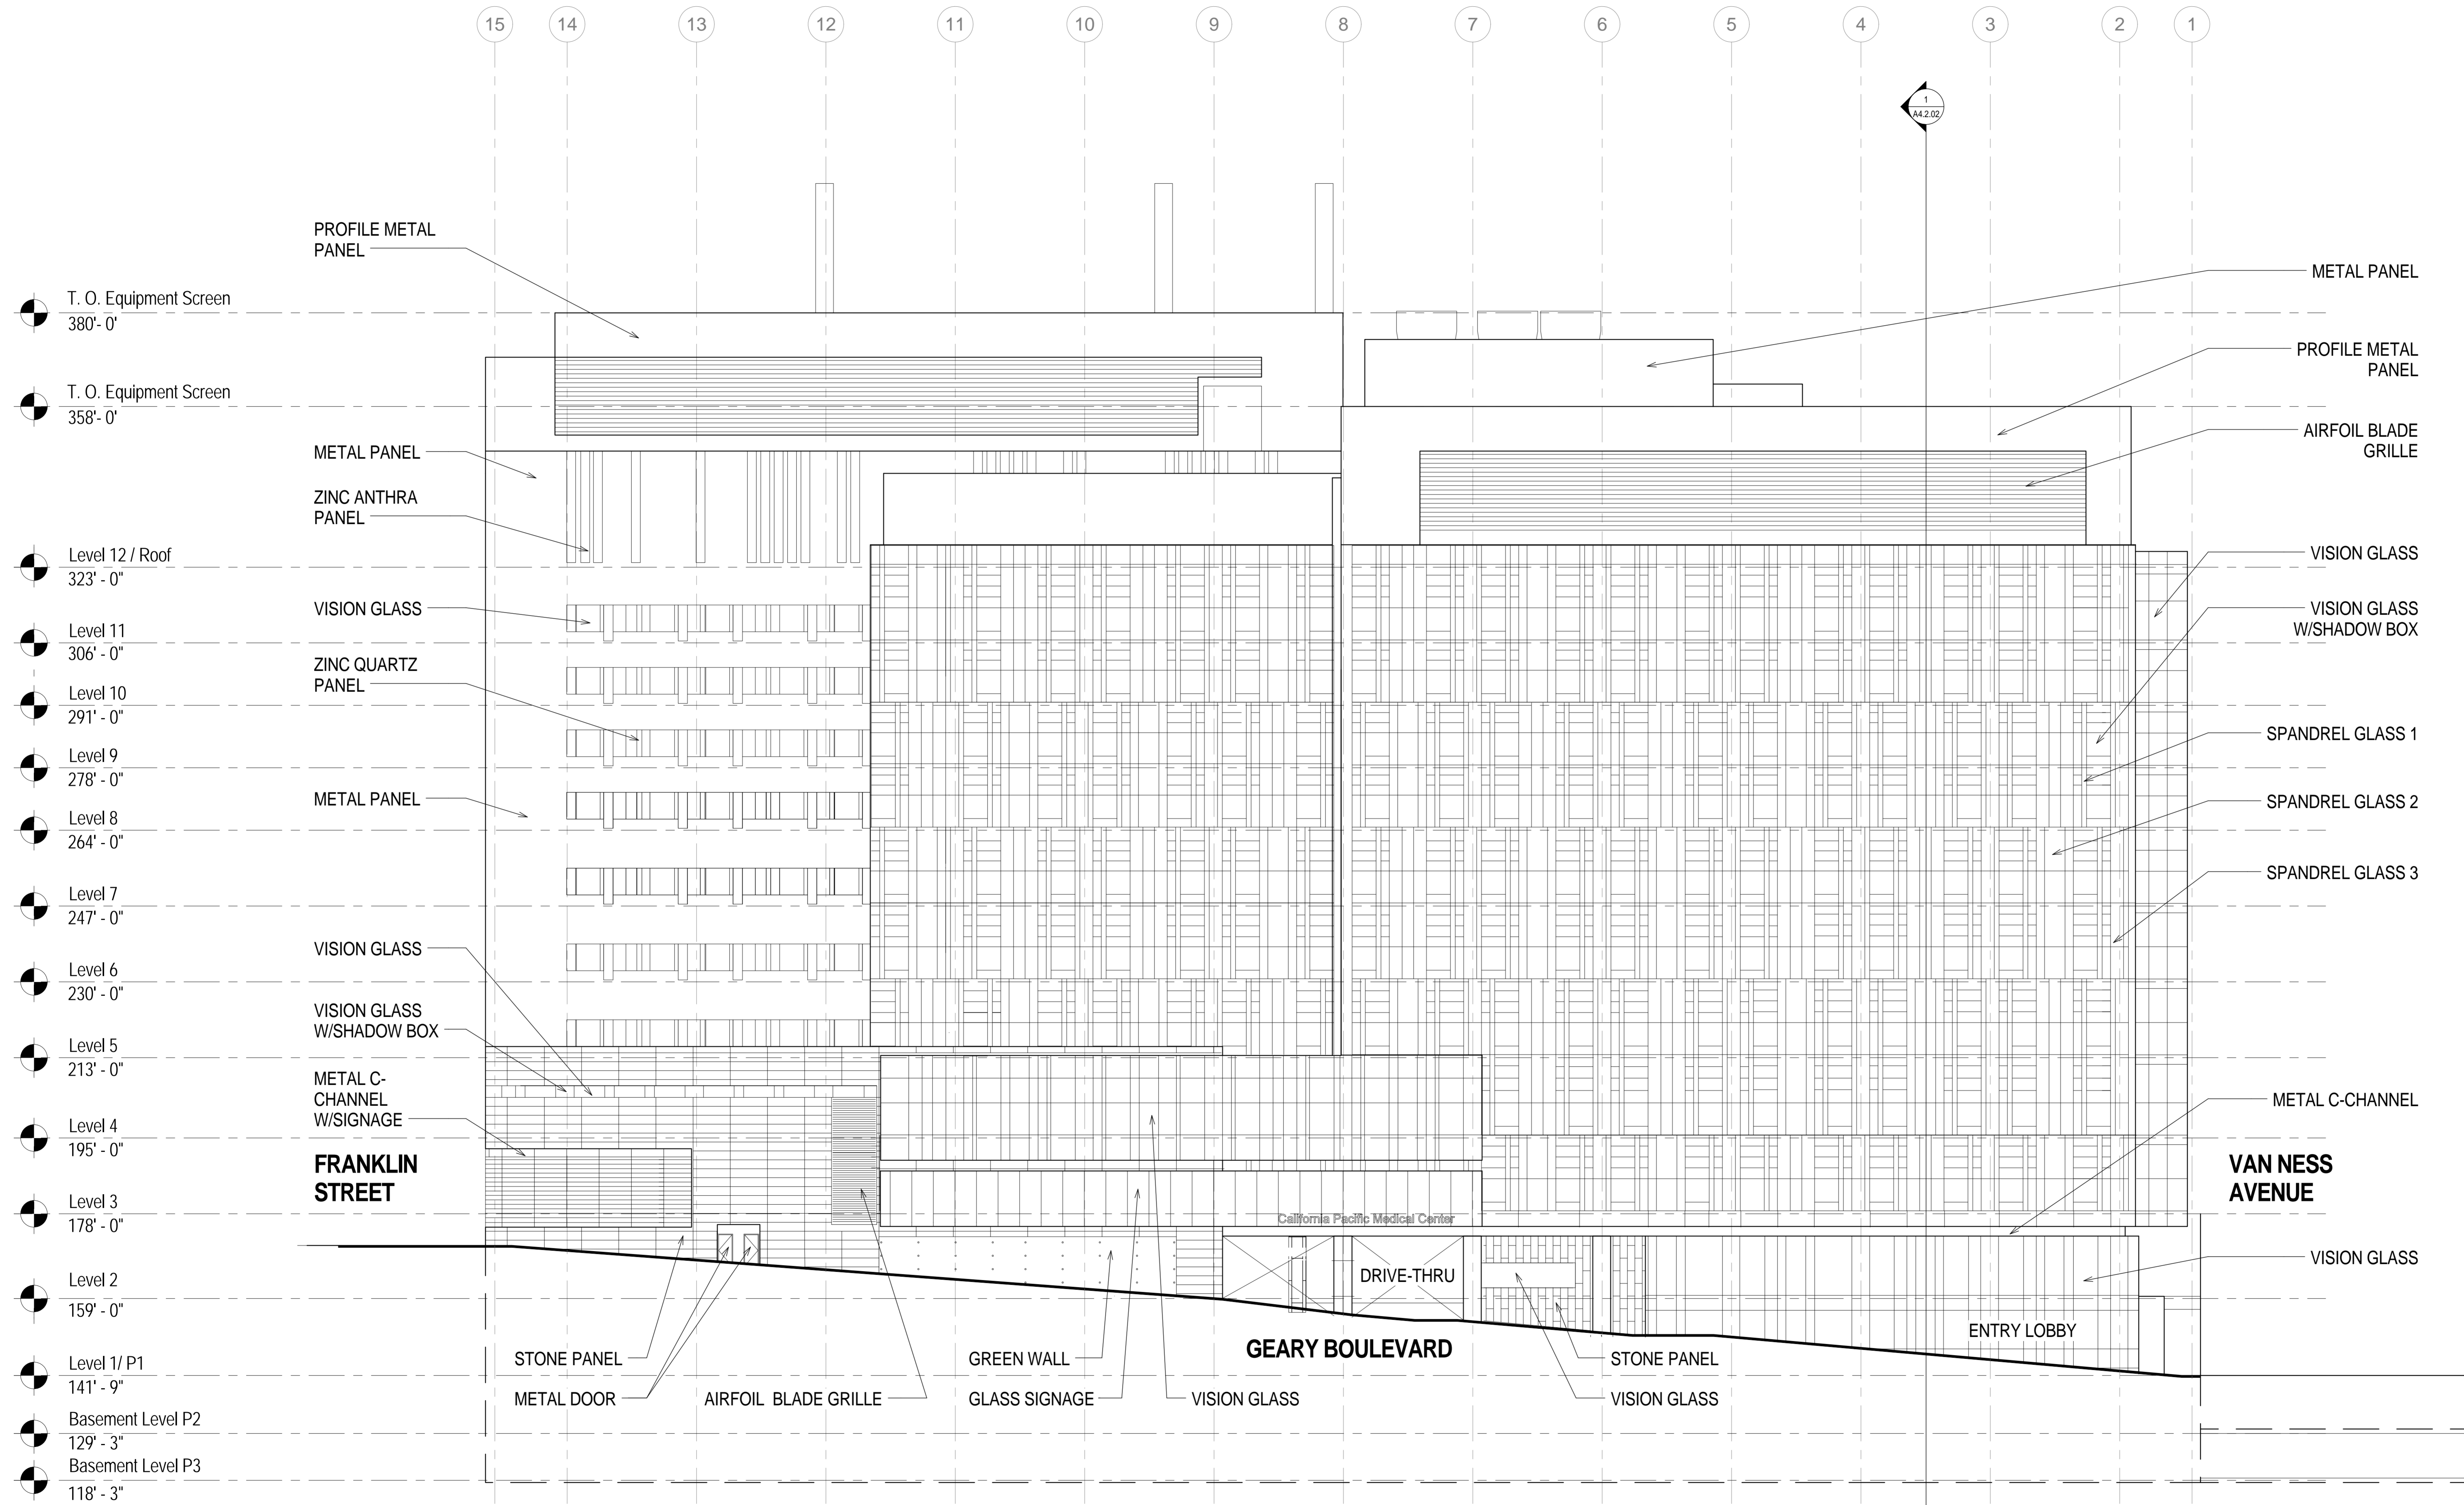 15 14 13 12 11 10 9 8 7 6 5 4 3 2 1
1
A4.2.02
T. O. Equipment Screen
380'- 0'
T. O. Equipment Screen
358'- 0'
Level 12 / Roof
323' - 0"
Level 11
306' - 0"
Level 10
291' - 0"
Level 9
278' - 0"
Level 8
264' - 0"
Level 7
247' - 0"
Level 6
230' - 0"
Level 5
213' - 0"
Level 4
195' - 0"
Level 3
178' - 0"
Level 2
159' - 0"
Level 1/ P1
141' - 9"
Basement Level P2
129' - 3"
Basement Level P3
118' - 3"
PROFILE METAL
PANEL
METAL PANEL
ZINC ANTHRA
PANEL
VISION GLASS
ZINC QUARTZ
PANEL
METAL PANEL
VISION GLASS
VISION GLASS
W/SHADOW BOX
METAL C-
CHANNEL
W/SIGNAGE
FRANKLIN
STREET
METAL PANEL
PROFILE METAL
PANEL
AIRFOIL BLADE
GRILLE
VISION GLASS
VISION GLASS
W/SHADOW BOX
SPANDREL GLASS 1
SPANDREL GLASS 2
SPANDREL GLASS 3
METAL C-CHANNEL
VAN NESS
AVENUE
VISION GLASS
California Pacific Medical Center
DRIVE-THRU
ENTRY LOBBY
GEARY BOULEVARD
STONE PANEL
METAL DOOR
AIRFOIL BLADE GRILLE
GREEN WALL
GLASS SIGNAGE
VISION GLASS
STONE PANEL
VISION GLASS